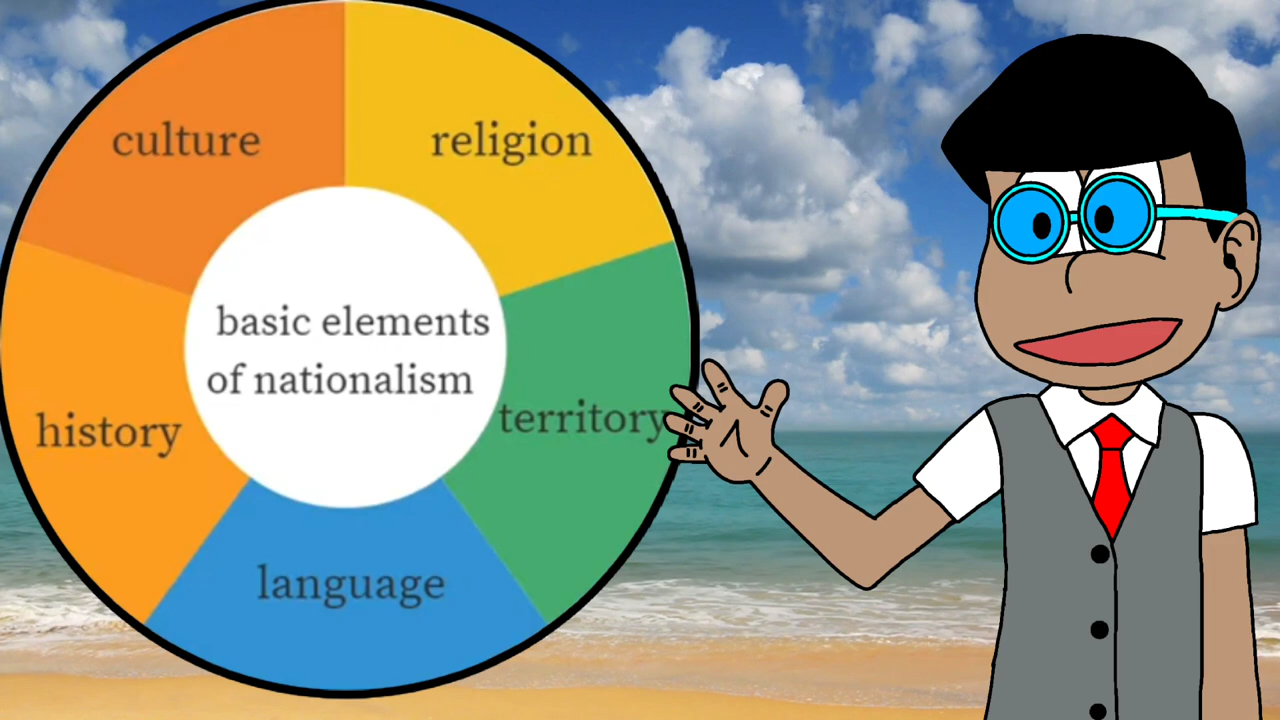 culture
religion
basic elements
of nationalism
history
territory
language